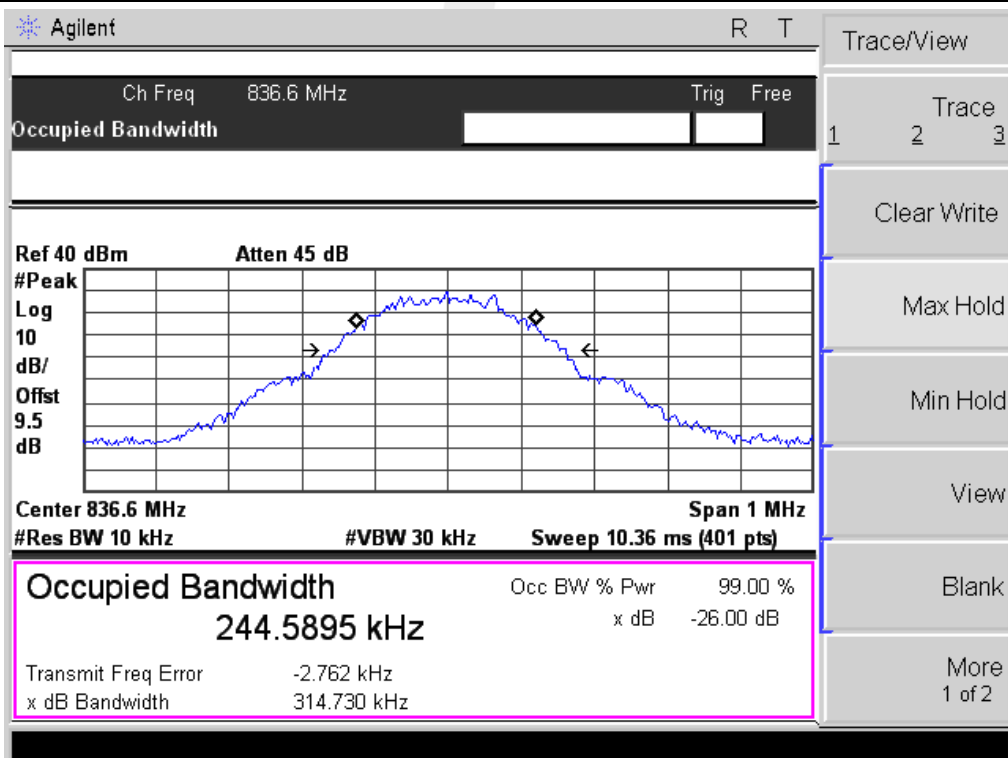 Agilent R T
Ch Freq 836.6 MHz Trig Free
Occupied Bandwidth
Ref 40 dBm Atten 45 dB
#Peak
Log
10
dB/
Offst
9.5
dB
Center 836.6 MHz Span 1 MHz
#Res BW 10 kHz #VBW 30 kHz Sweep 10.36 ms (401 pts)
Occupied Bandwidth Occ BW % Pwr 99.00 %
244.5895 kHz x dB -26.00 dB
Transmit Freq Error -2.762 kHz
x dB Bandwidth 314.730 kHz
Trace/View
Trace
1 2 3
Clear Write
Max Hold
Min Hold
View
Blank
More
1 of 2